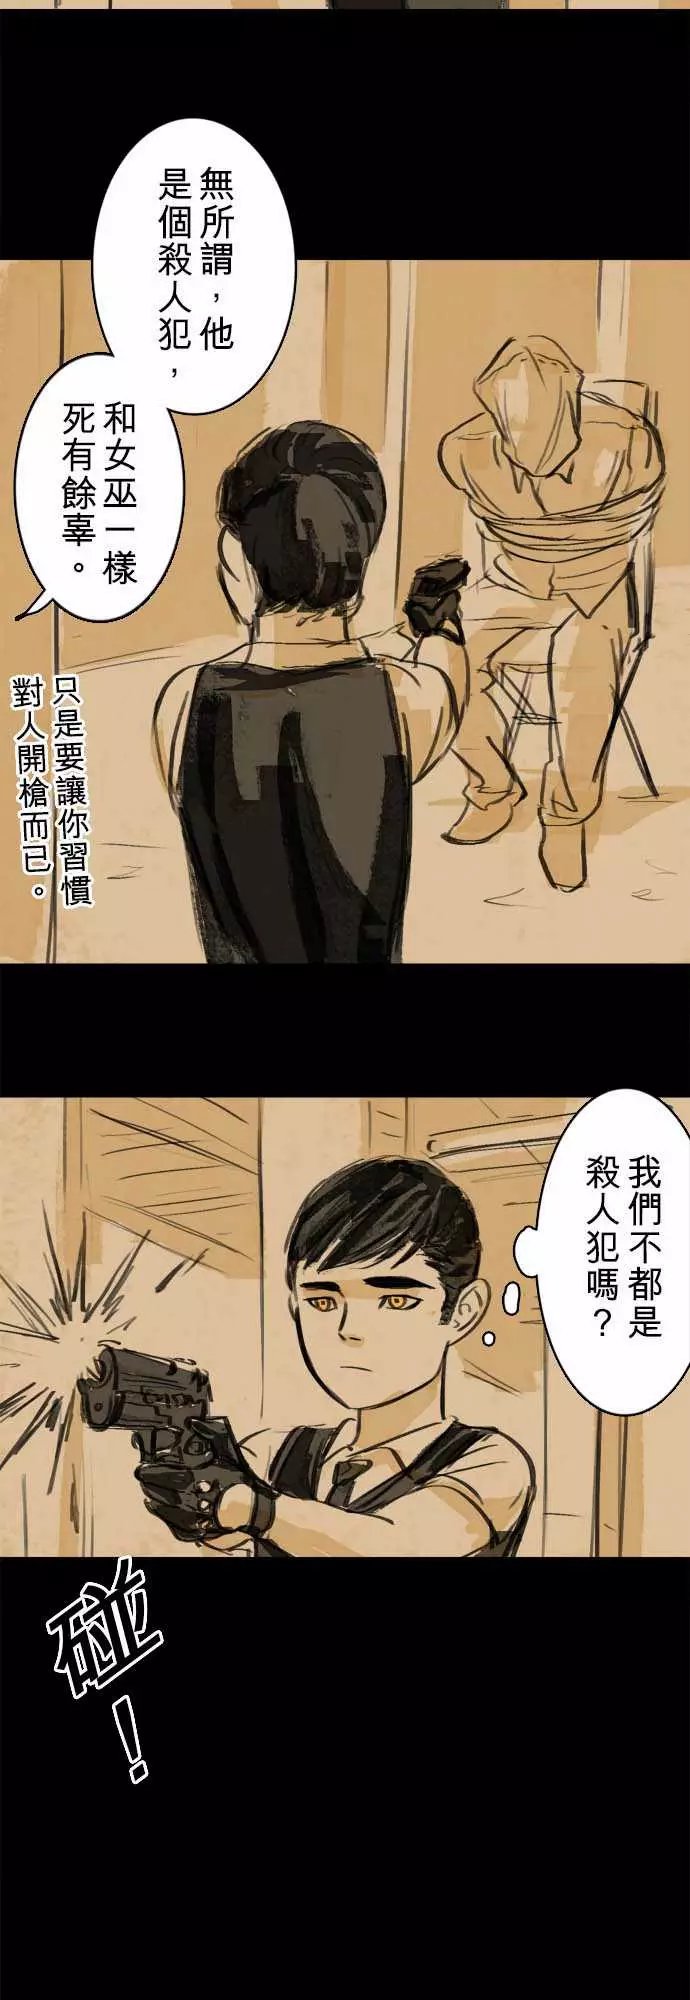 無所謂，他
是個殺人犯，
和女巫一樣
死有餘辜。
只是要讓你習慣
對人開槍而已。
我們不都是
殺人犯嗎？
碰！